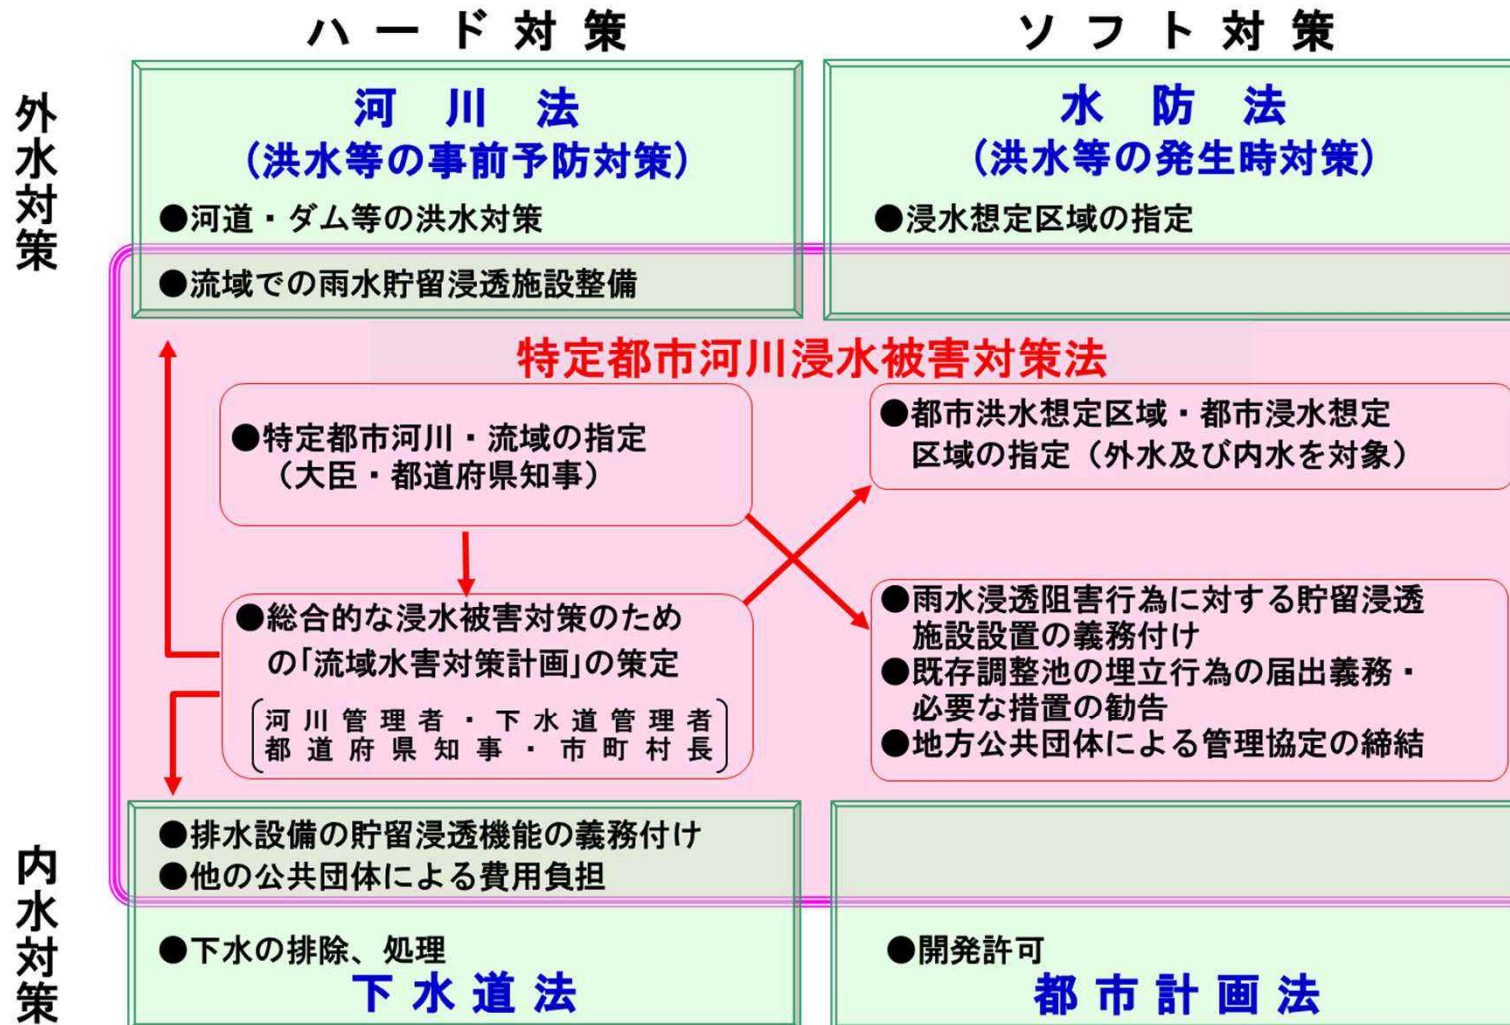 ハード対策
ソフト対策
外水対策
河川法
（洪水等の事前予防対策）
●河道・ダム等の洪水対策
●流域での雨水貯留浸透施設整備
水防法
（洪水等の発生時対策）
●浸水想定区域の指定
特定都市河川浸水被害対策法
●特定都市河川・流域の指定
（大臣・都道府県知事）
●都市洪水想定区域・都市浸水想定
区域の指定（外水及び内水を対象）
●総合的な浸水被害対策のため
の「流域水害対策計画」の策定
河川管理者・下水道管理者
都道府県知事・市町村長
●雨水浸透阻害行為に対する貯留浸透
施設設置の義務付け
●既存調整池の埋立行為の届出義務・
必要な措置の勧告
●地方公共団体による管理協定の締結
内水対策
●排水設備の貯留浸透機能の義務付け
●他の公共団体による費用負担
●下水の排除、処理
下水道法
●開発許可
都市計画法